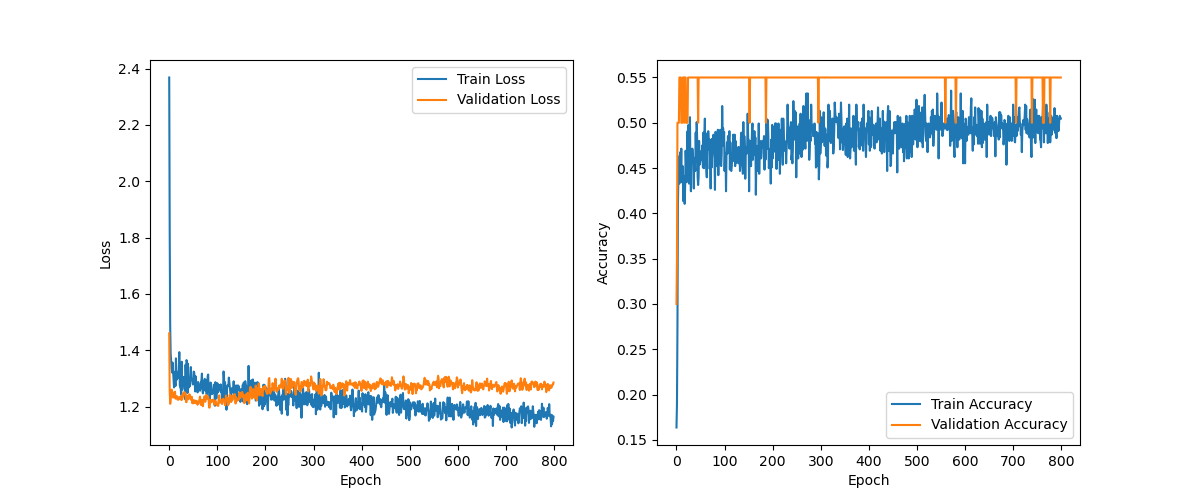 2.4
2.2
2.0
1.8
1.6
1.4
1.2
Loss
0 100 200 300 400 500 600 700 800
Epoch
Train Loss
Validation Loss
0.55
0.50
0.45
0.40
0.35
0.30
0.25
0.20
0.15
Accuracy
0 100 200 300 400 500 600 700 800
Epoch
Train Accuracy
Validation Accuracy